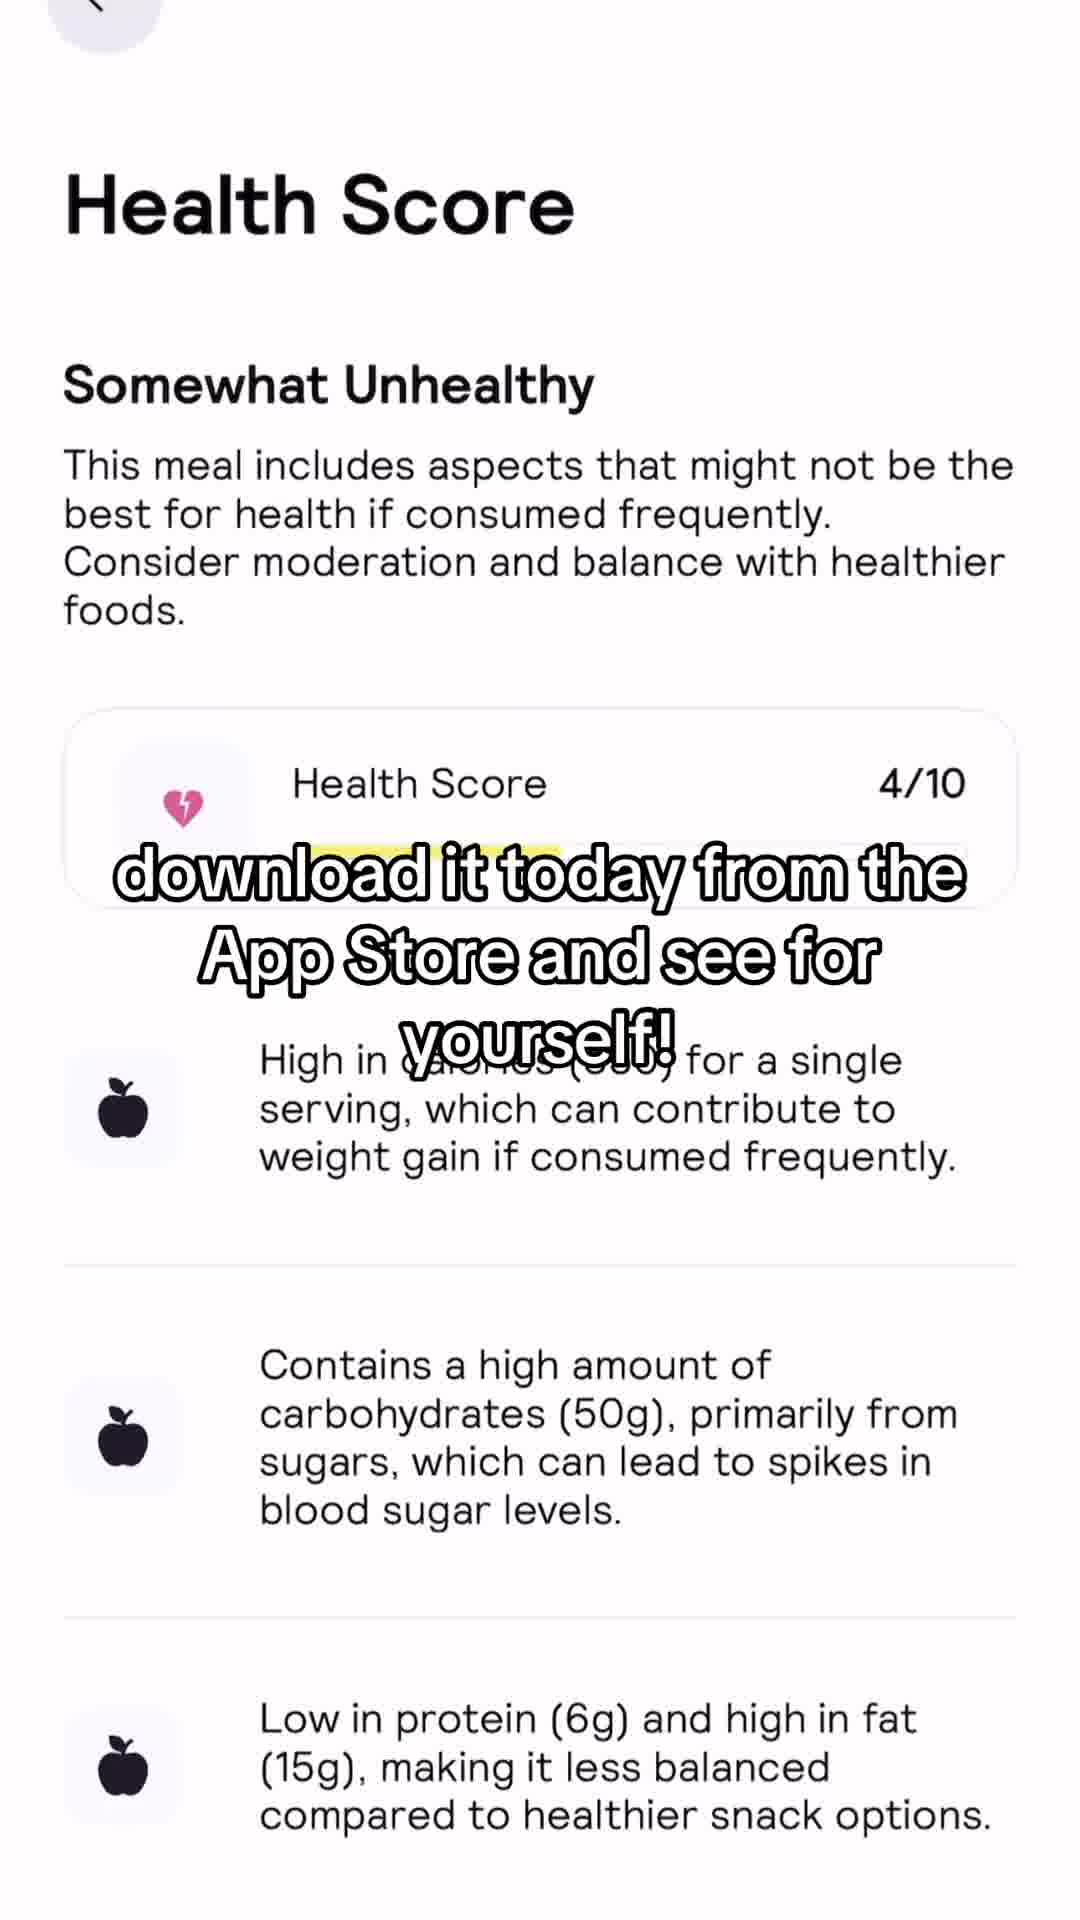 Health Score
Somewhat Unhealthy
This meal includes aspects that might not be the
best for health if consumed frequently.
Consider moderation and balance with healthier
foods.
Health Score 4/10
download it today from the
App Store and see for
yourself!
High in for a single
serving, which can contribute to
weight gain if consumed frequently.
Contains a high amount of
carbohydrates (50g), primarily from
sugars, which can lead to spikes in
blood sugar levels.
Low in protein (6g) and high in fat
(15g), making it less balanced
compared to healthier snack options.